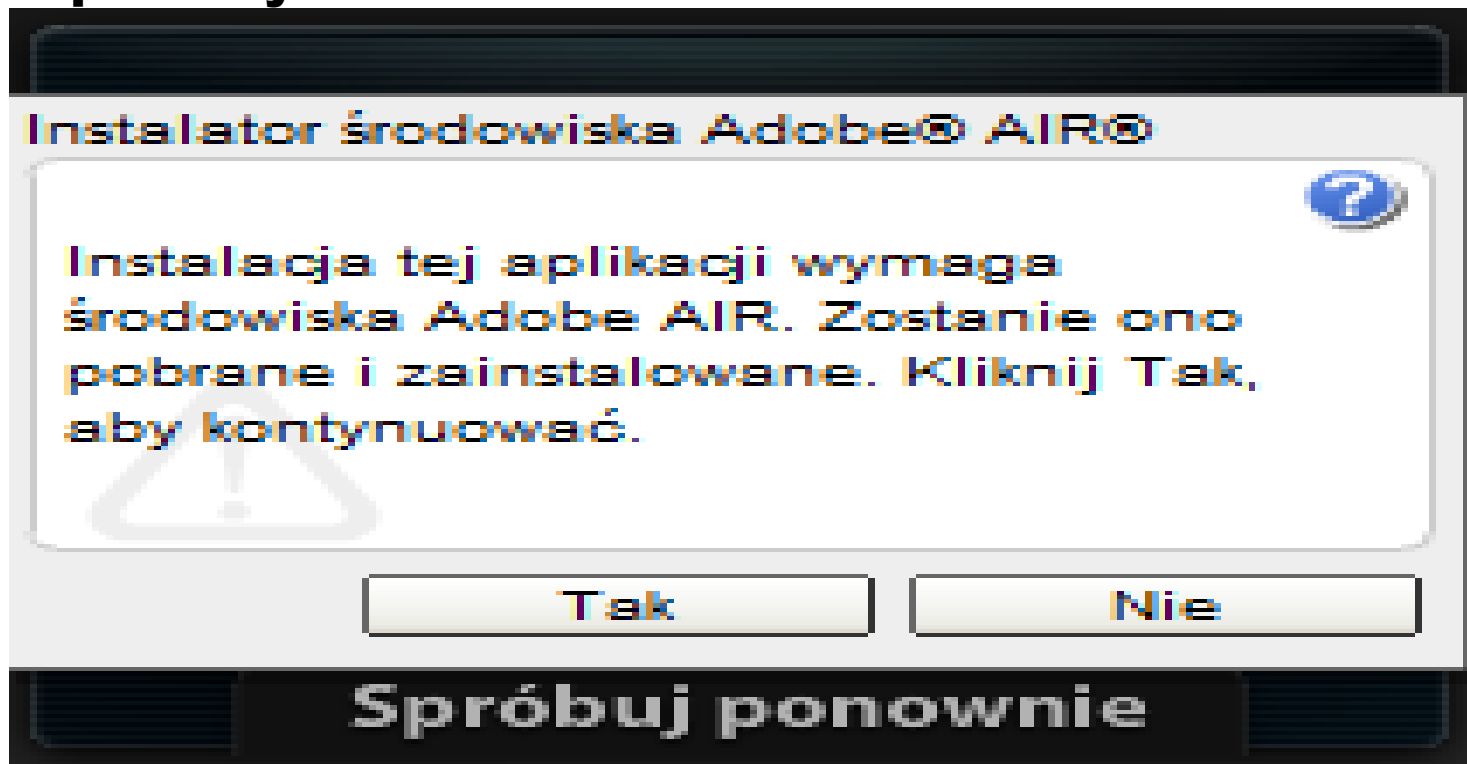 Instalator środowiska Adobe® AIR®
Instalacja tej aplikacji wymaga
środowiska Adobe AIR. Zostanie ono
pobrane i zainstalowane. Kliknij Tak,
aby kontynuować.
Tak Nie
Spróbuj ponownie